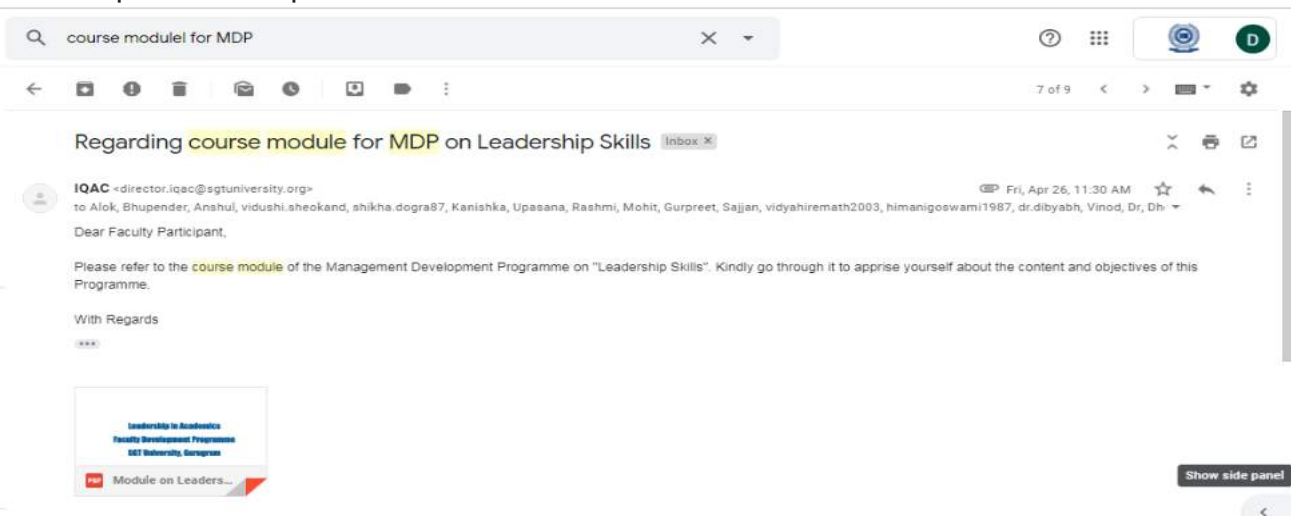 course modulel for MDP
D
7 of 9
Regarding course module for MDP on Leadership Skills Inbox ×
IQAC <director.iqac@sgtuniversity.org>
Fri, Apr 26, 11:30 AM
to Alok, Bhupender, Anshul, vidushi.sheokand, shikha.dogra87, Kanishka, Upasana, Rashmi, Mohit, Gurpreet, Sajjan, vidyahiremath2003, himanigoswami1987, dr.dibyabh, Vinod, Dr, Dh
Dear Faculty Participant,
Please refer to the course module of the Management Development Programme on "Leadership Skills". Kindly go through it to apprise yourself about the content and objectives of this
Programme.
With Regards
Leadership in Academics
Faculty Development Programme
SGT University, Gurugram
PDF Module on Leaders...
Show side panel